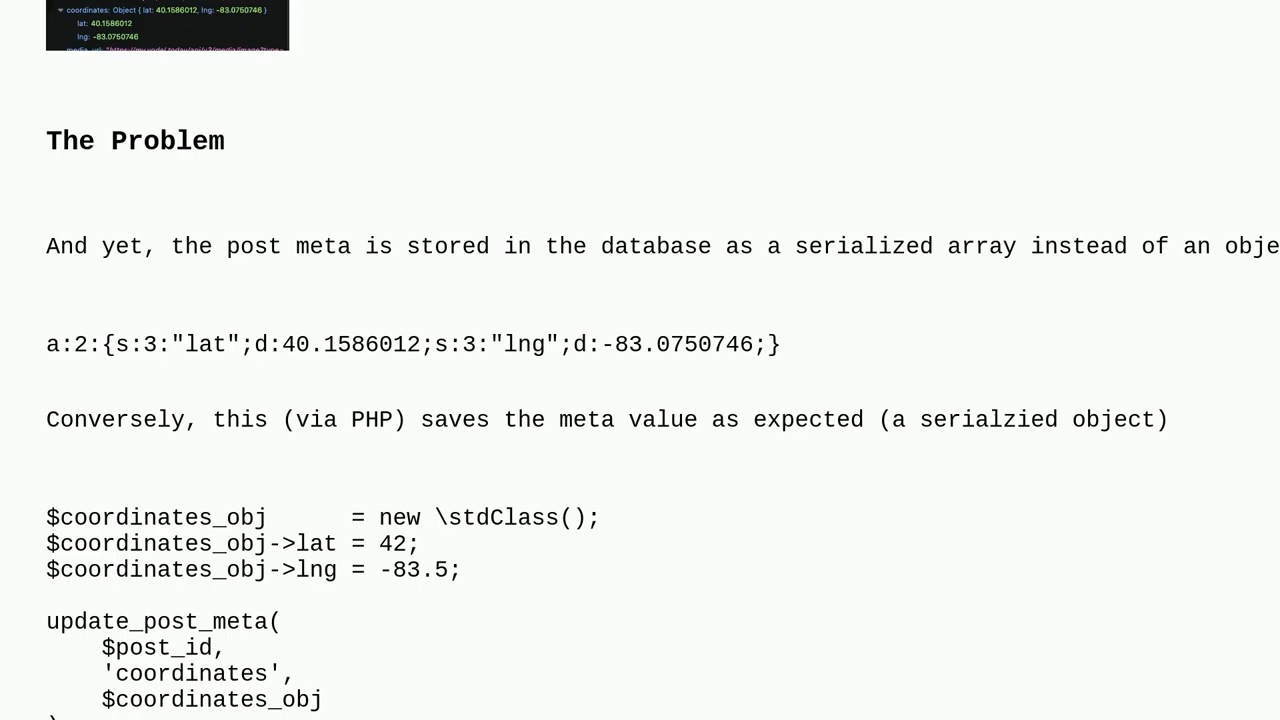 coordinates: Object { lat: 40.1586012, lng: -83.0750746 }
lat: 40.1586012
lng: -83.0750746
The Problem
And yet, the post meta is stored in the database as a serialized array instead of an obje
a:2:{s:3:"lat";d:40.1586012;s:3:"lng";d:-83.0750746;}
Conversely, this (via PHP) saves the meta value as expected (a serialzied object)
$coordinates_obj      = new \stdClass();
$coordinates_obj->lat = 42;
$coordinates_obj->lng = -83.5;
update_post_meta(
    $post_id,
    'coordinates',
    $coordinates_obj